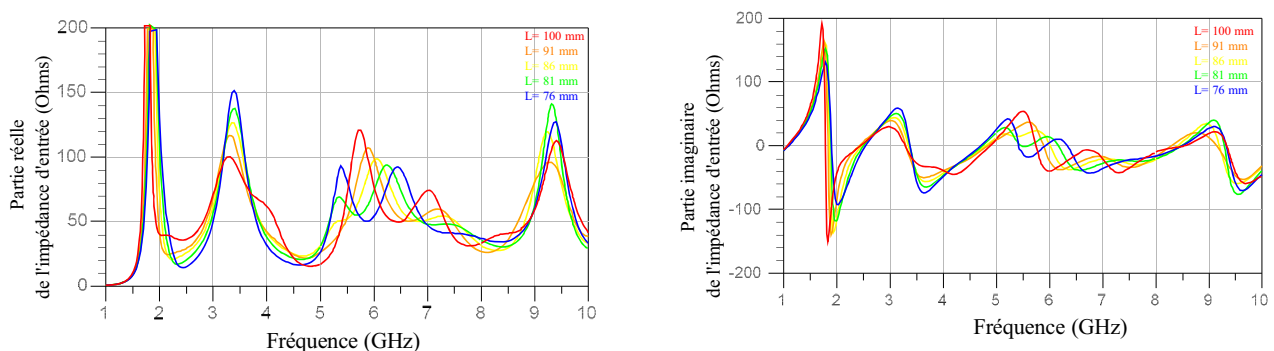 Partie réelle
de l'impédance d'entrée (Ohms)
200
150
100
50
0
L= 100 mm
L= 91 mm
L= 86 mm
L= 81 mm
L= 76 mm
1 2 3 4 5 6 7 8 9 10
Fréquence (GHz)
Partie imaginaire
de l'impédance d'entrée (Ohms)
200
100
0
-100
-200
L= 100 mm
L= 91 mm
L= 86 mm
L= 81 mm
L= 76 mm
1 2 3 4 5 6 7 8 9 10
Fréquence (GHz)